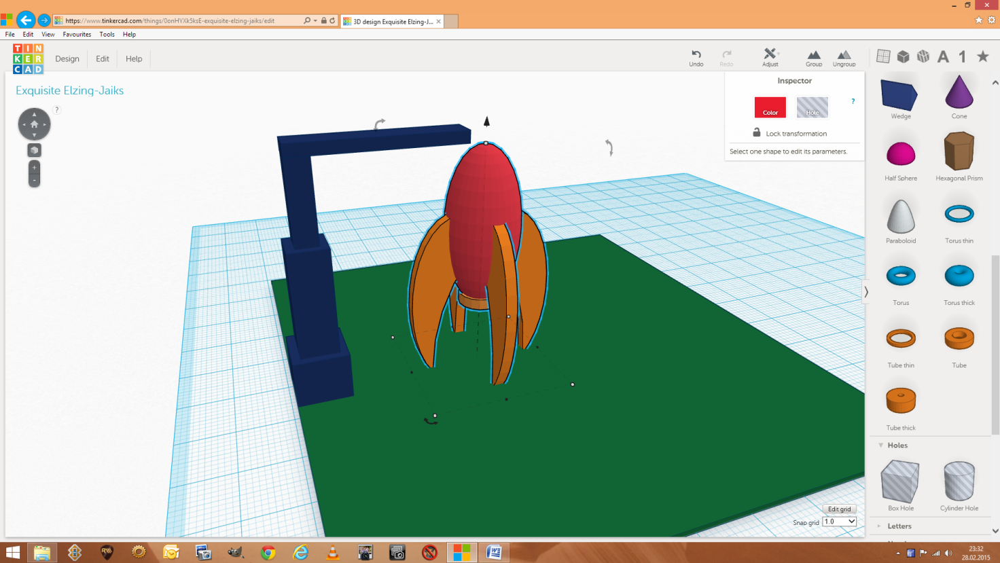 https://www.tinkercad.com/things/0onHYXk5ksE-exquisite-elzing-jaiks/edit
3D design Exquisite Elzing-J...
File Edit View Favourites Tools Help
TIN
KER
CAD
Design Edit Help
Undo Redo Adjust Group Ungroup
A 1
Exquisite Elzing-Jaiks
?
+
-
Inspector
Color Hole ?
Lock transformation
Select one shape to edit its parameters.
Wedge Cone
Half Sphere Hexagonal Prism
Paraboloid Torus thin
Torus Torus thick
Tube thin Tube
Tube thick
Holes
Box Hole Cylinder Hole
Letters
Edit grid
Snap grid 1.0
RW
W
23:32
28.02.2015